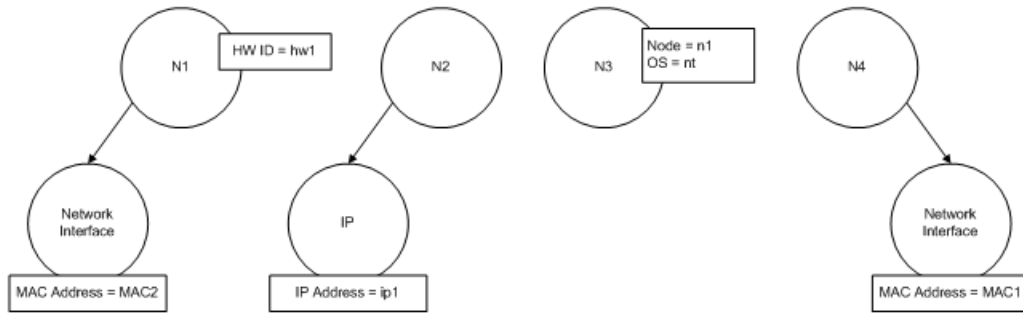 N1
HW ID = hw1
N2
N3
Node = n1
OS = nt
N4
Network
Interface
MAC Address = MAC2
IP
IP Address = ip1
Network
Interface
MAC Address = MAC1